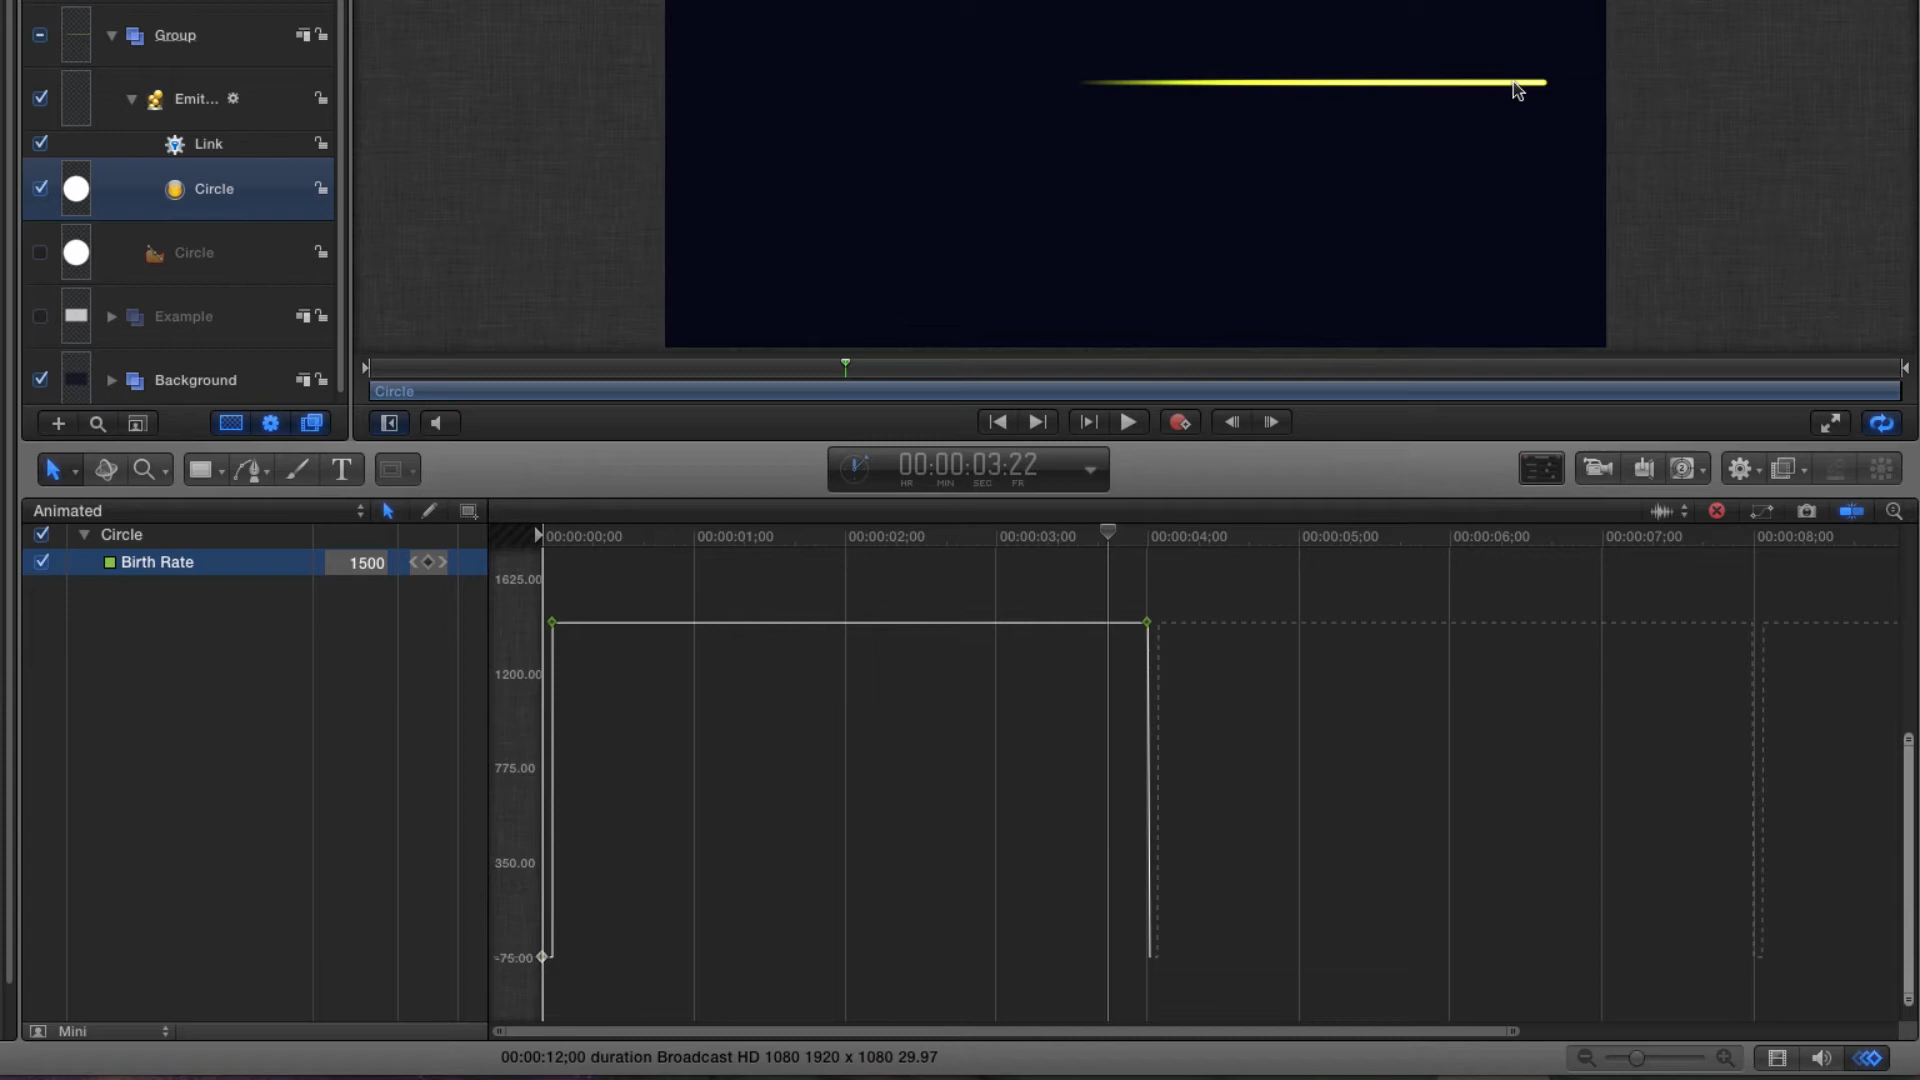 Group
Emit...
Link
Circle
Circle
Example
Background
Circle
T
00:00:03:22
HR MIN SEC FR
Animated
Circle
Birth Rate 1500
00:00:00;00 00:00:01;00 00:00:02;00 00:00:03;00 00:00:04;00 00:00:05;00 00:00:06;00 00:00:07;00 00:00:08;00
1625.00
1200.00
775.00
350.00
-75.00
Mini
00:00:12;00 duration Broadcast HD 1080 1920 x 1080 29.97